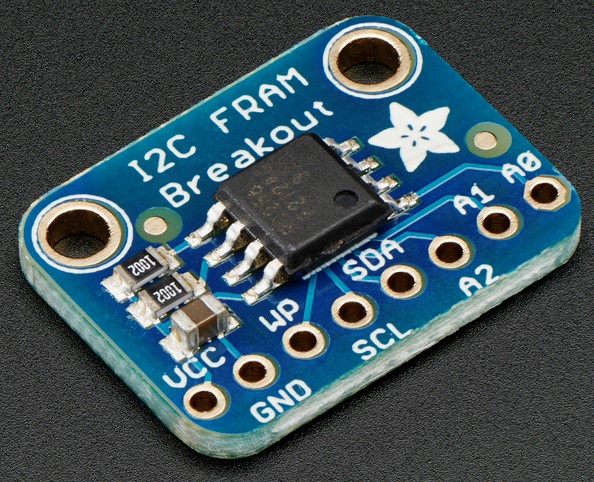 I2C FRAM
Breakout
1002
1002
VCC
GND
WP
SCL
SDA
A2
A1
A0